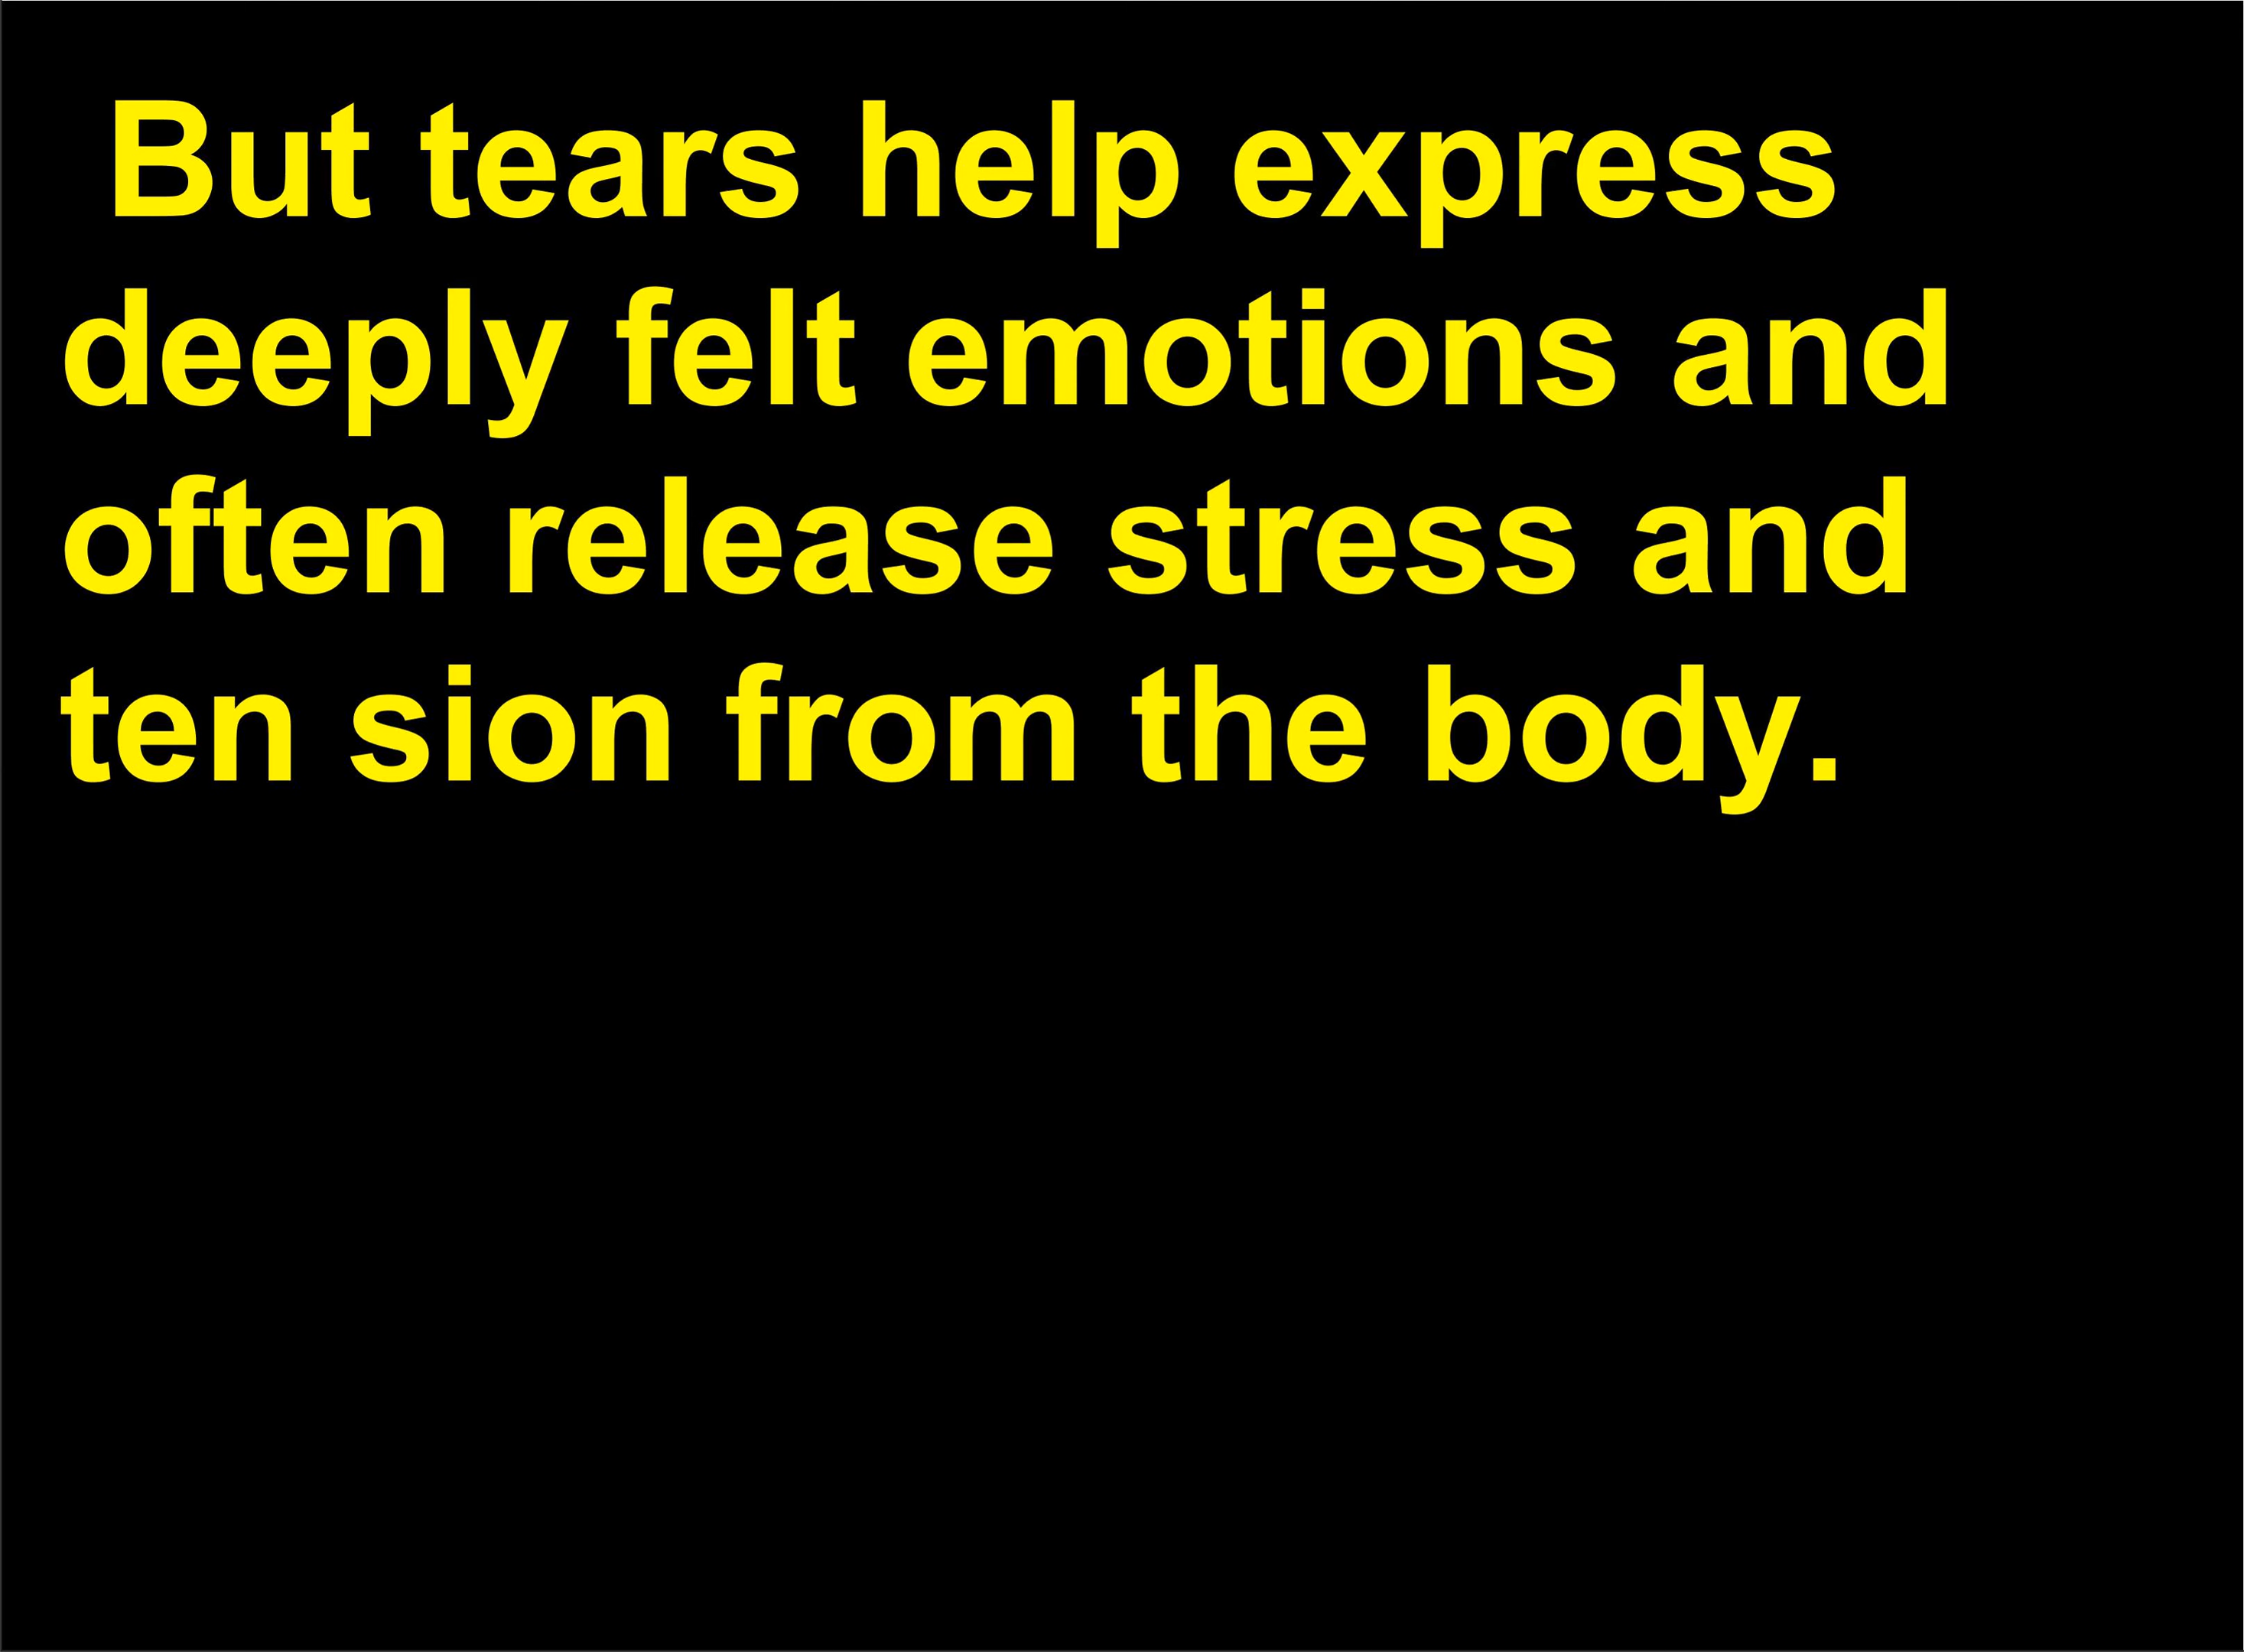 But tears help express
deeply felt emotions and
often release stress and
ten sion from the body.